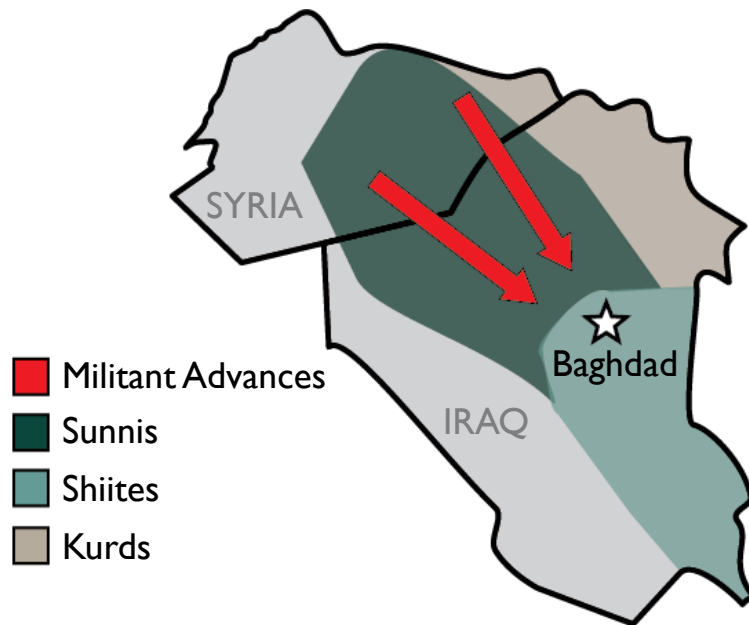 SYRIA
Baghdad
IRAQ
Militant Advances
Sunnis
Shiites
Kurds